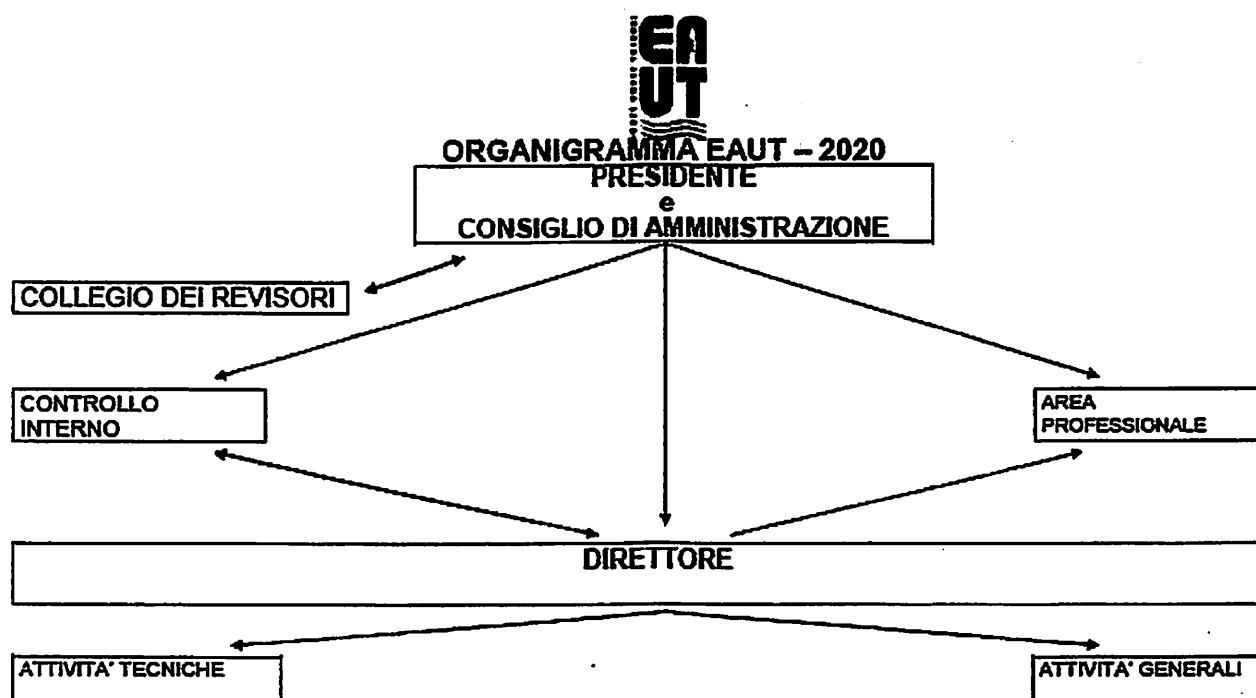 EA
UT
ORGANIGRAMMA EAUT – 2020
PRESIDENTE
e
CONSIGLIO DI AMMINISTRAZIONE
COLLEGIO DEI REVISORI
CONTROLLO
INTERNO
AREA
PROFESSIONALE
DIRETTORE
ATTIVITA' TECNICHE
ATTIVITA' GENERALI